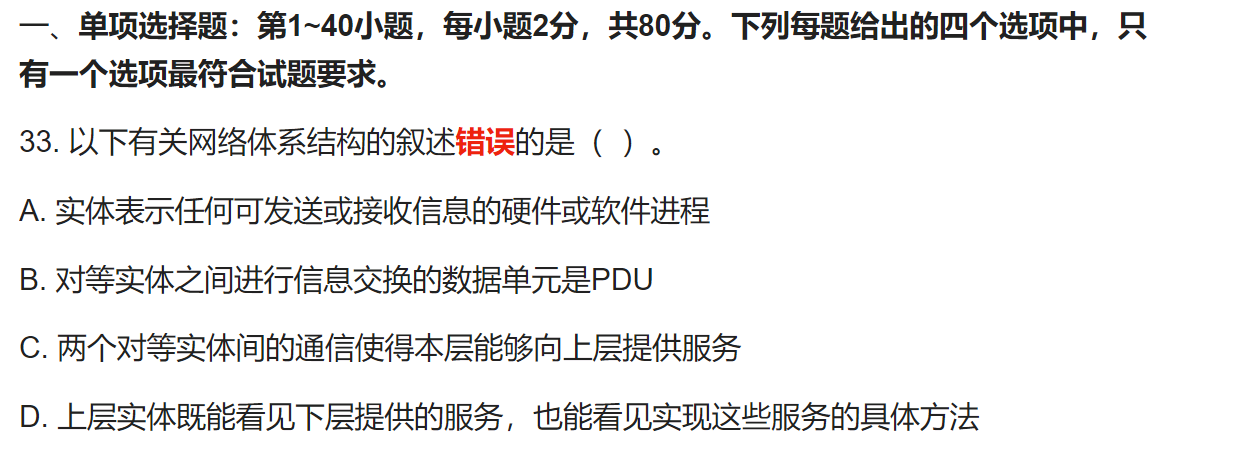 一、单项选择题：第1~40小题，每小题2分，共80分。下列每题给出的四个选项中，只
有一个选项最符合试题要求。
33. 以下有关网络体系结构的叙述错误的是（ ）。
A. 实体表示任何可发送或接收信息的硬件或软件进程
B. 对等实体之间进行信息交换的数据单元是PDU
C. 两个对等实体间的通信使得本层能够向上层提供服务
D. 上层实体既能看见下层提供的服务，也能看见实现这些服务的具体方法